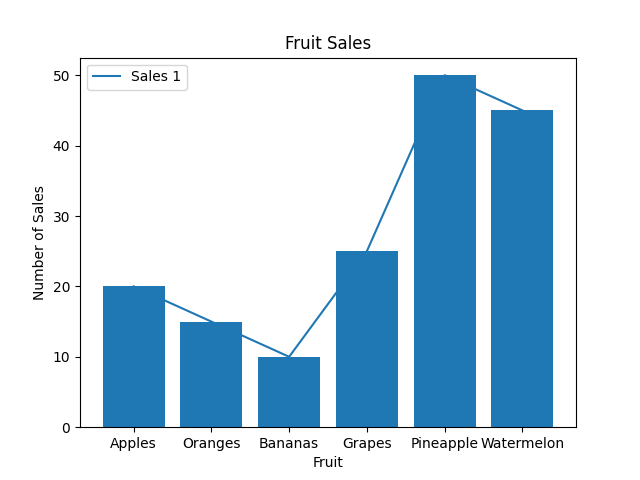 Fruit Sales
Sales 1
Number of Sales
50
40
30
20
10
0
Apples Oranges Bananas Grapes Pineapple Watermelon
Fruit